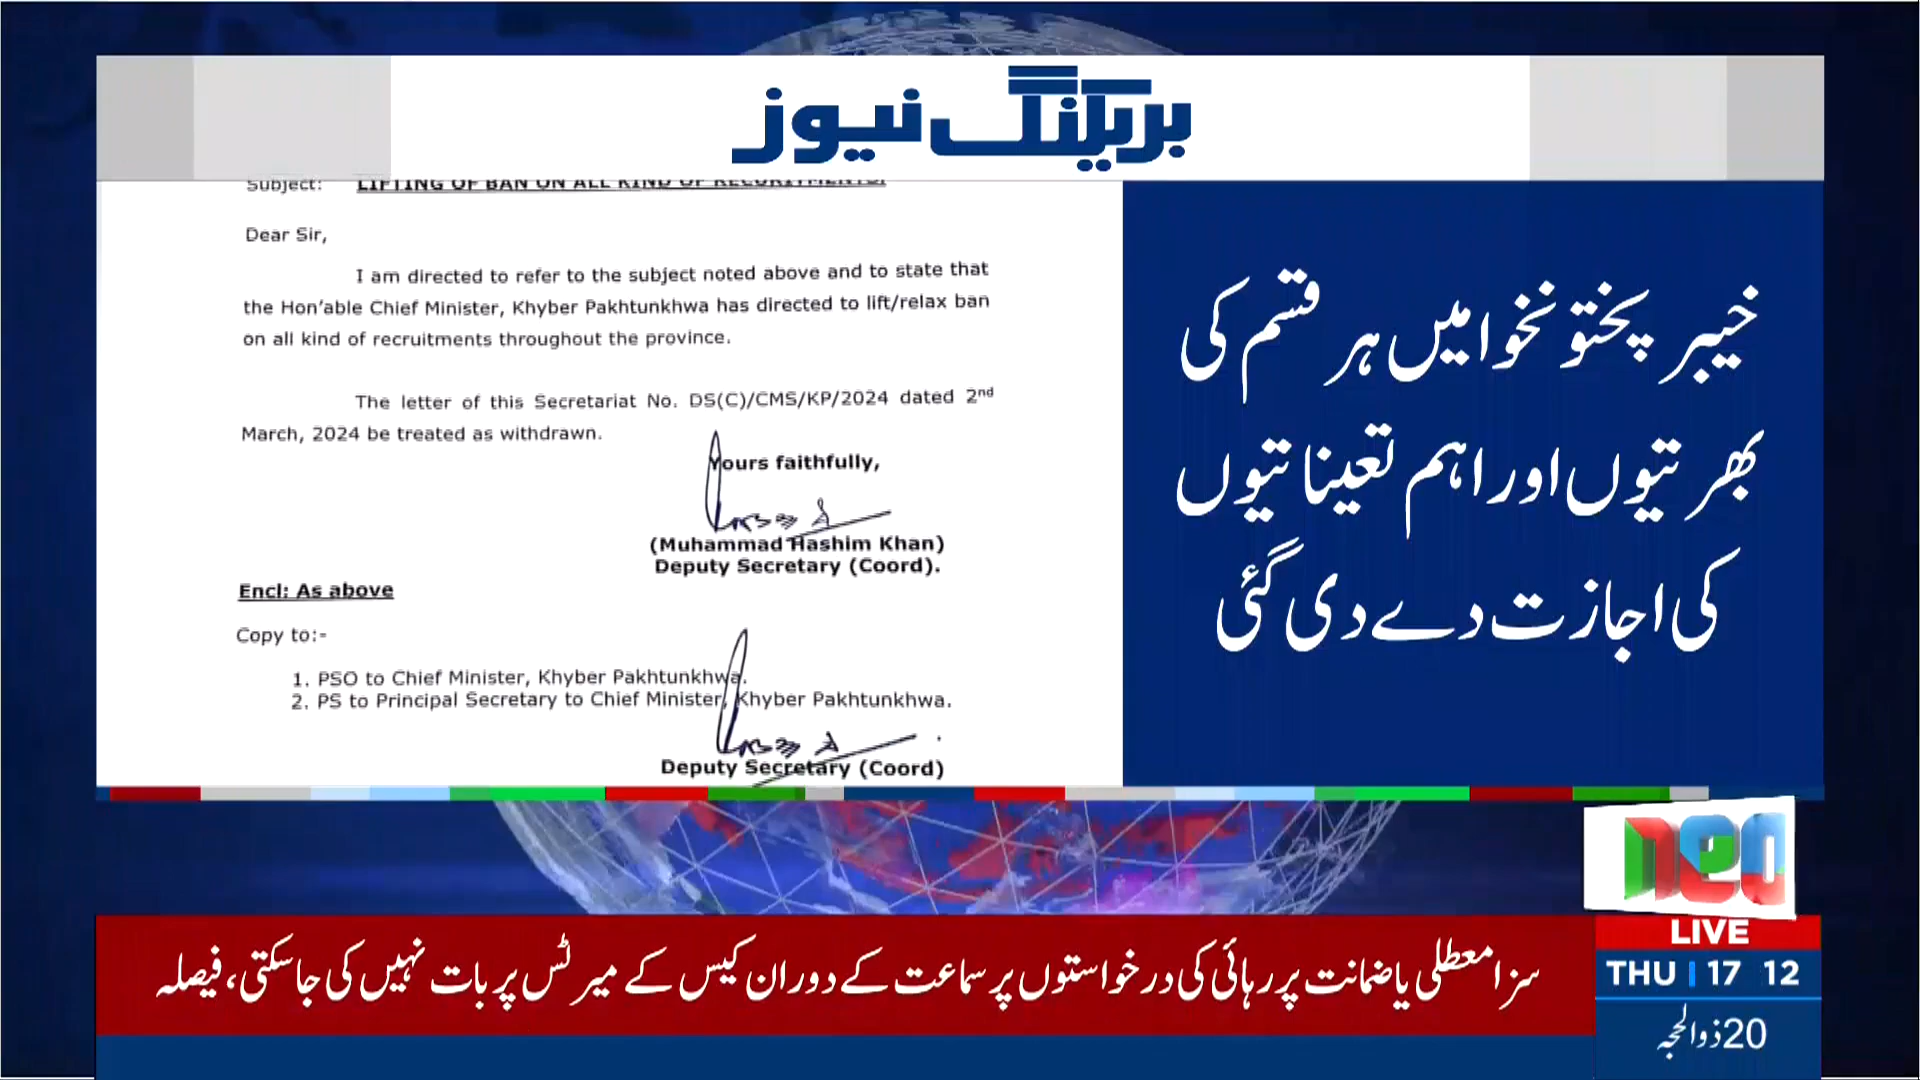 بریکنگ نیوز
Subject: LIFTING OF BAN ON ALL KIND OF RECURITMENTS.
Dear Sir,
I am directed to refer to the subject noted above and to state that
the Hon'able Chief Minister, Khyber Pakhtunkhwa has directed to lift/relax ban
on all kind of recruitments throughout the province.
The letter of this Secretariat No. DS(C)/CMS/KP/2024 dated 2nd
March, 2024 be treated as withdrawn.
Yours faithfully,
(Muhammad Hashim Khan)
Deputy Secretary (Coord).
Encl: As above
Copy to:-
1. PSO to Chief Minister, Khyber Pakhtunkhwa.
2. PS to Principal Secretary to Chief Minister, Khyber Pakhtunkhwa.
Deputy Secretary (Coord)
خیبر پختونخوا میں ہر قسم کی
بھرتیوں اور اہم تعیناتیوں
کی اجازت دے دی گئی
neo
LIVE
THU | 17 12
20 ذوالحجہ
سزا معطلی یا ضمانت پر رہائی کی درخواستوں پر سماعت کے دوران کیس کے میرٹس پر بات نہیں کی جاسکتی، فیصلہ